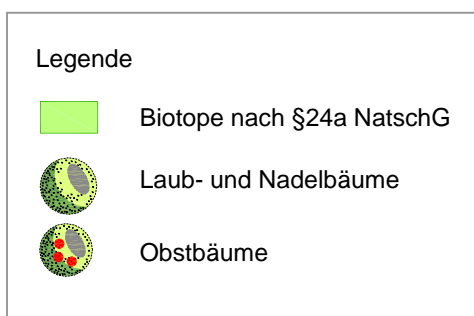 Legende
Biotope nach §24a NatschG
Laub- und Nadelbäume
Obstbäume